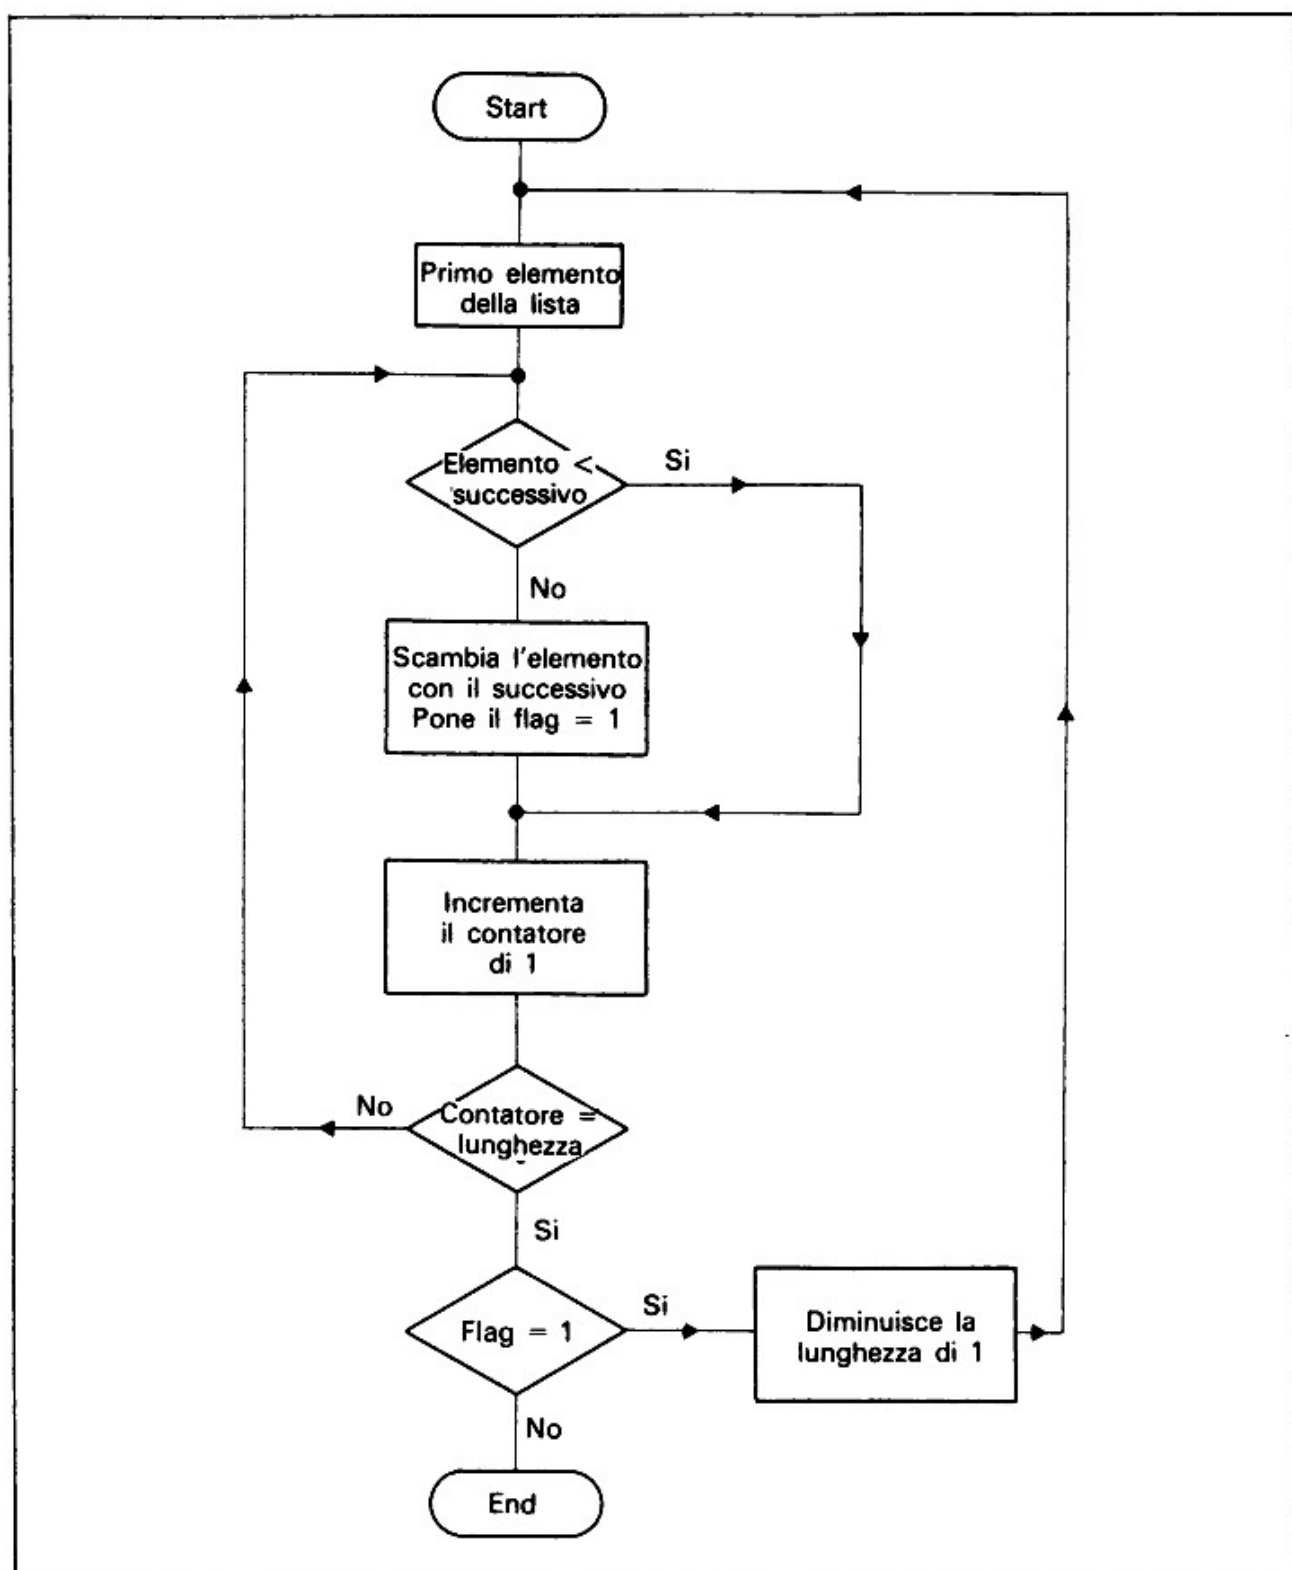 Start
Primo elemento
della lista
Elemento <
successivo
Si
No
Scambia l'elemento
con il successivo
Pone il flag = 1
Incrementa
il contatore
di 1
No
Contatore =
lunghezza
Si
Flag = 1
Si
Diminuisce la
lunghezza di 1
No
End